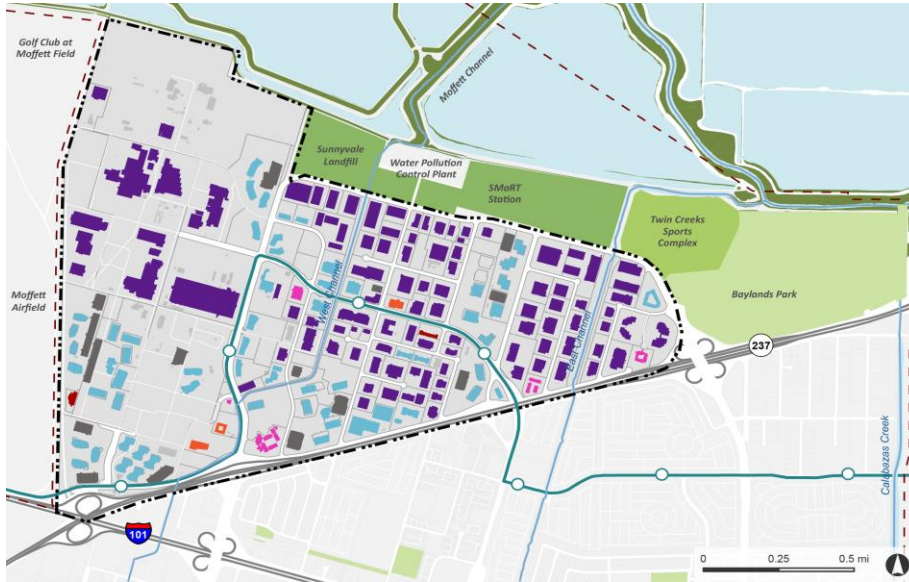 Golf Club at
Moffett Field
Moffett Channel
Sunnyvale
Landfill
Water Pollution
Control Plant
SMaRT
Station
Twin Creeks
Sports
Complex
Baylands Park
Moffett
Airfield
West Channel
East Channel
237
Calabazas Creek
101
0
0.25
0.5 mi